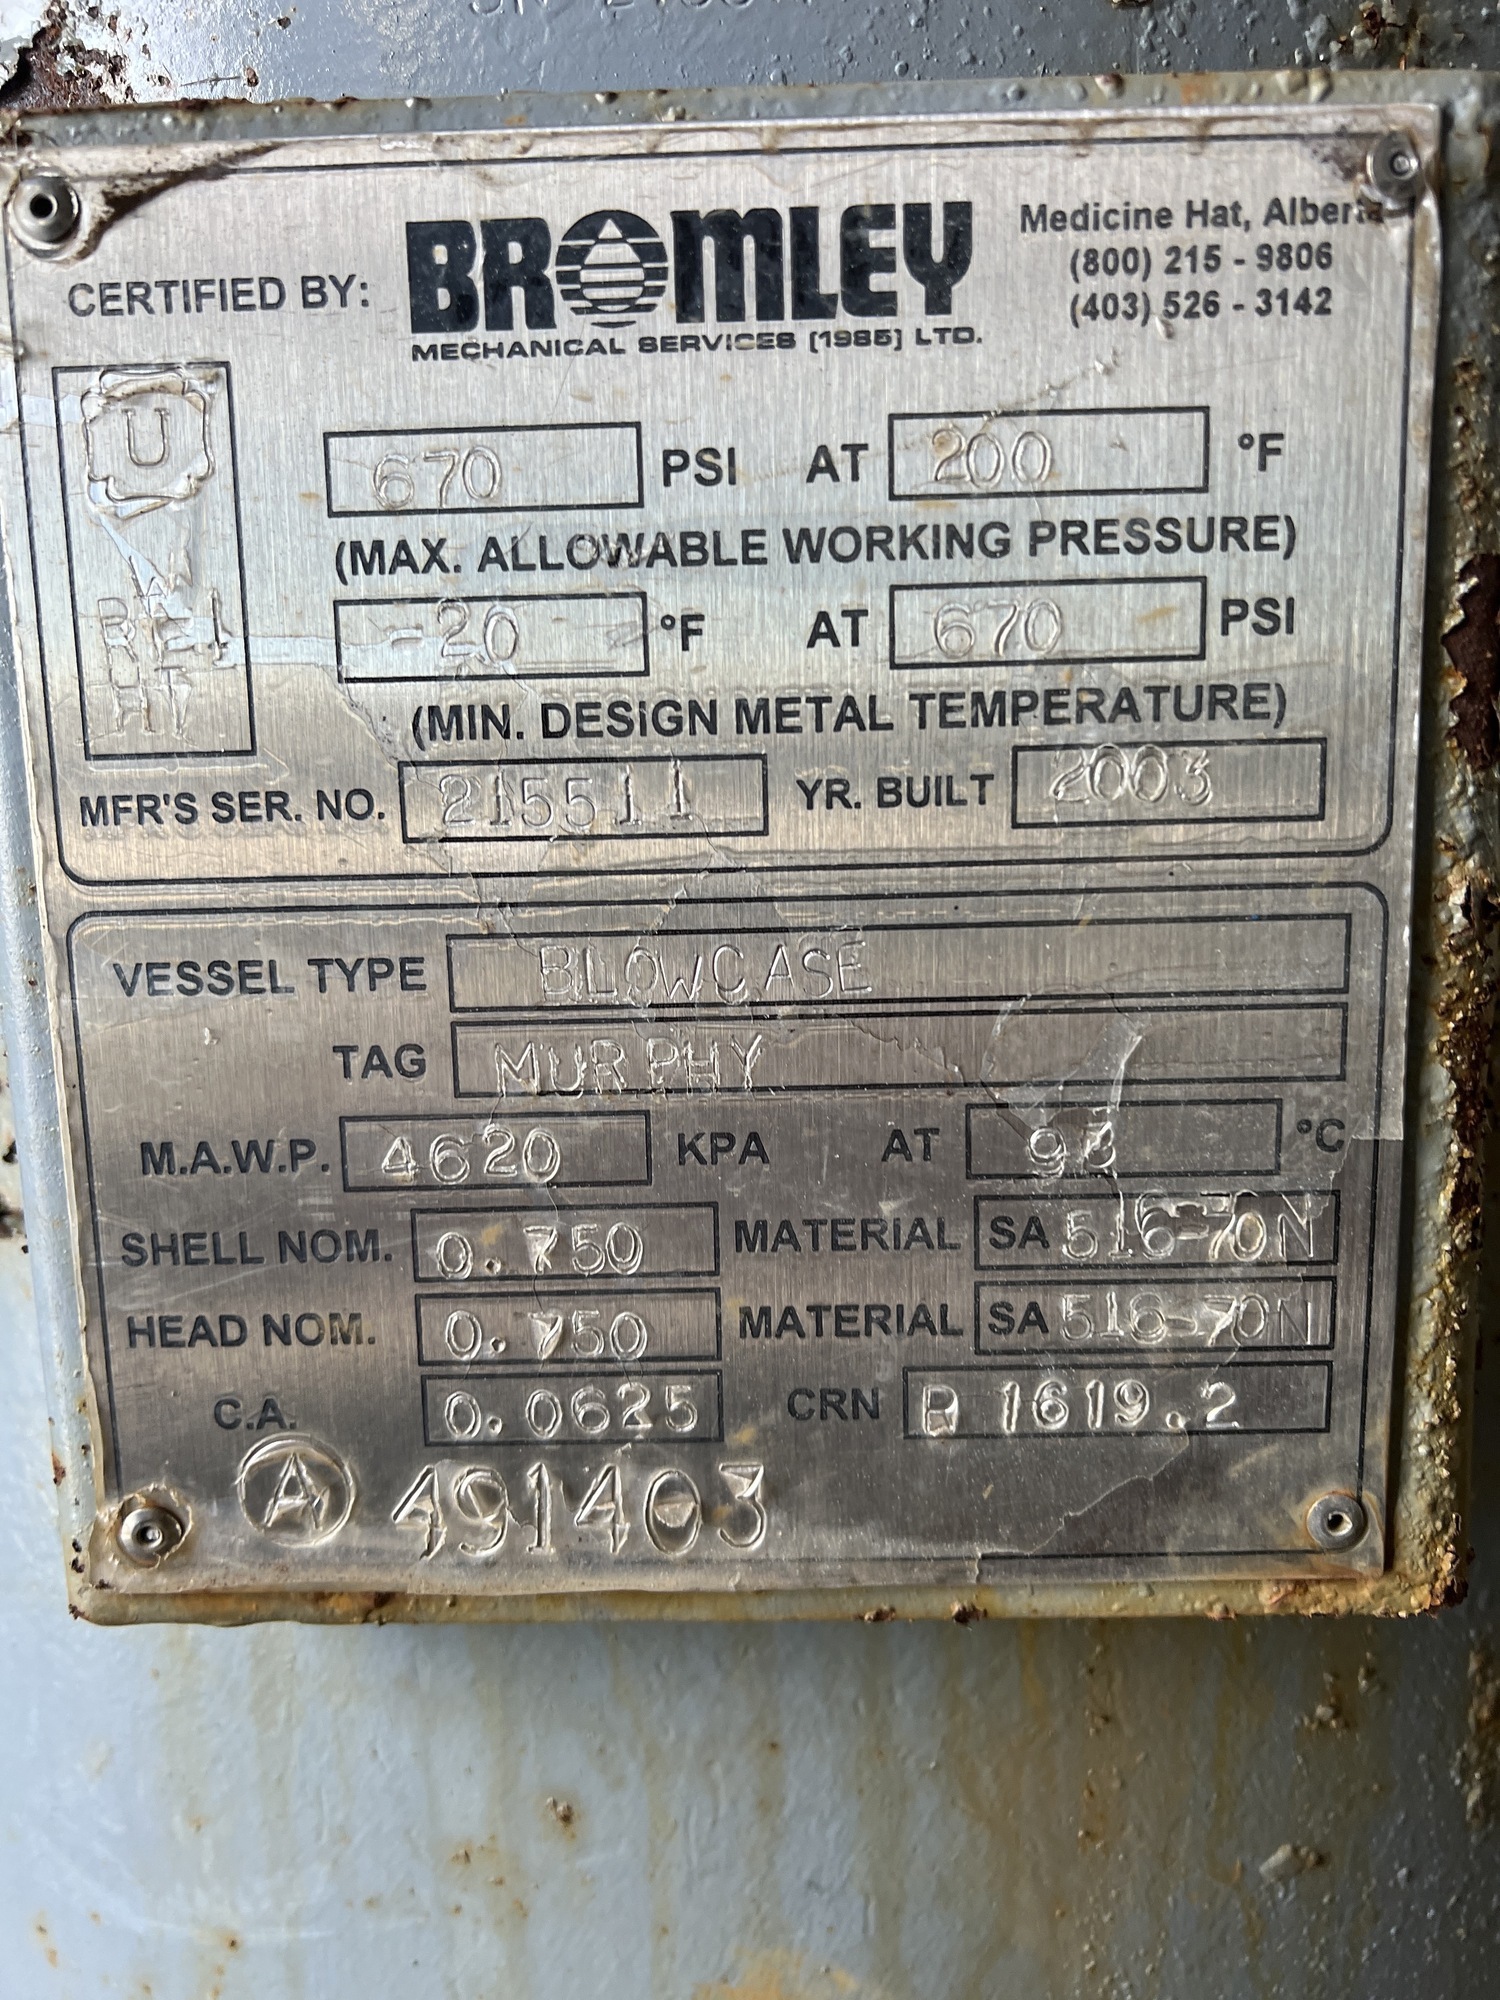 CERTIFIED BY: BROMLEY
MECHANICAL SERVICES (1985) LTD.
Medicine Hat, Alberta
(800) 215 - 9806
(403) 526 - 3142
U
670 PSI AT 200 °F
(MAX. ALLOWABLE WORKING PRESSURE)
-20 °F AT 670 PSI
(MIN. DESIGN METAL TEMPERATURE)
MFR'S SER. NO. 215511 YR. BUILT 2003
VESSEL TYPE BLOWCASE
TAG MURPHY
M.A.W.P. 4620 KPA AT 93 °C
SHELL NOM. 0.750 MATERIAL SA 516-70N
HEAD NOM. 0.750 MATERIAL SA 516-70N
C.A. 0.0625 CRN P 1619.2
A 491403